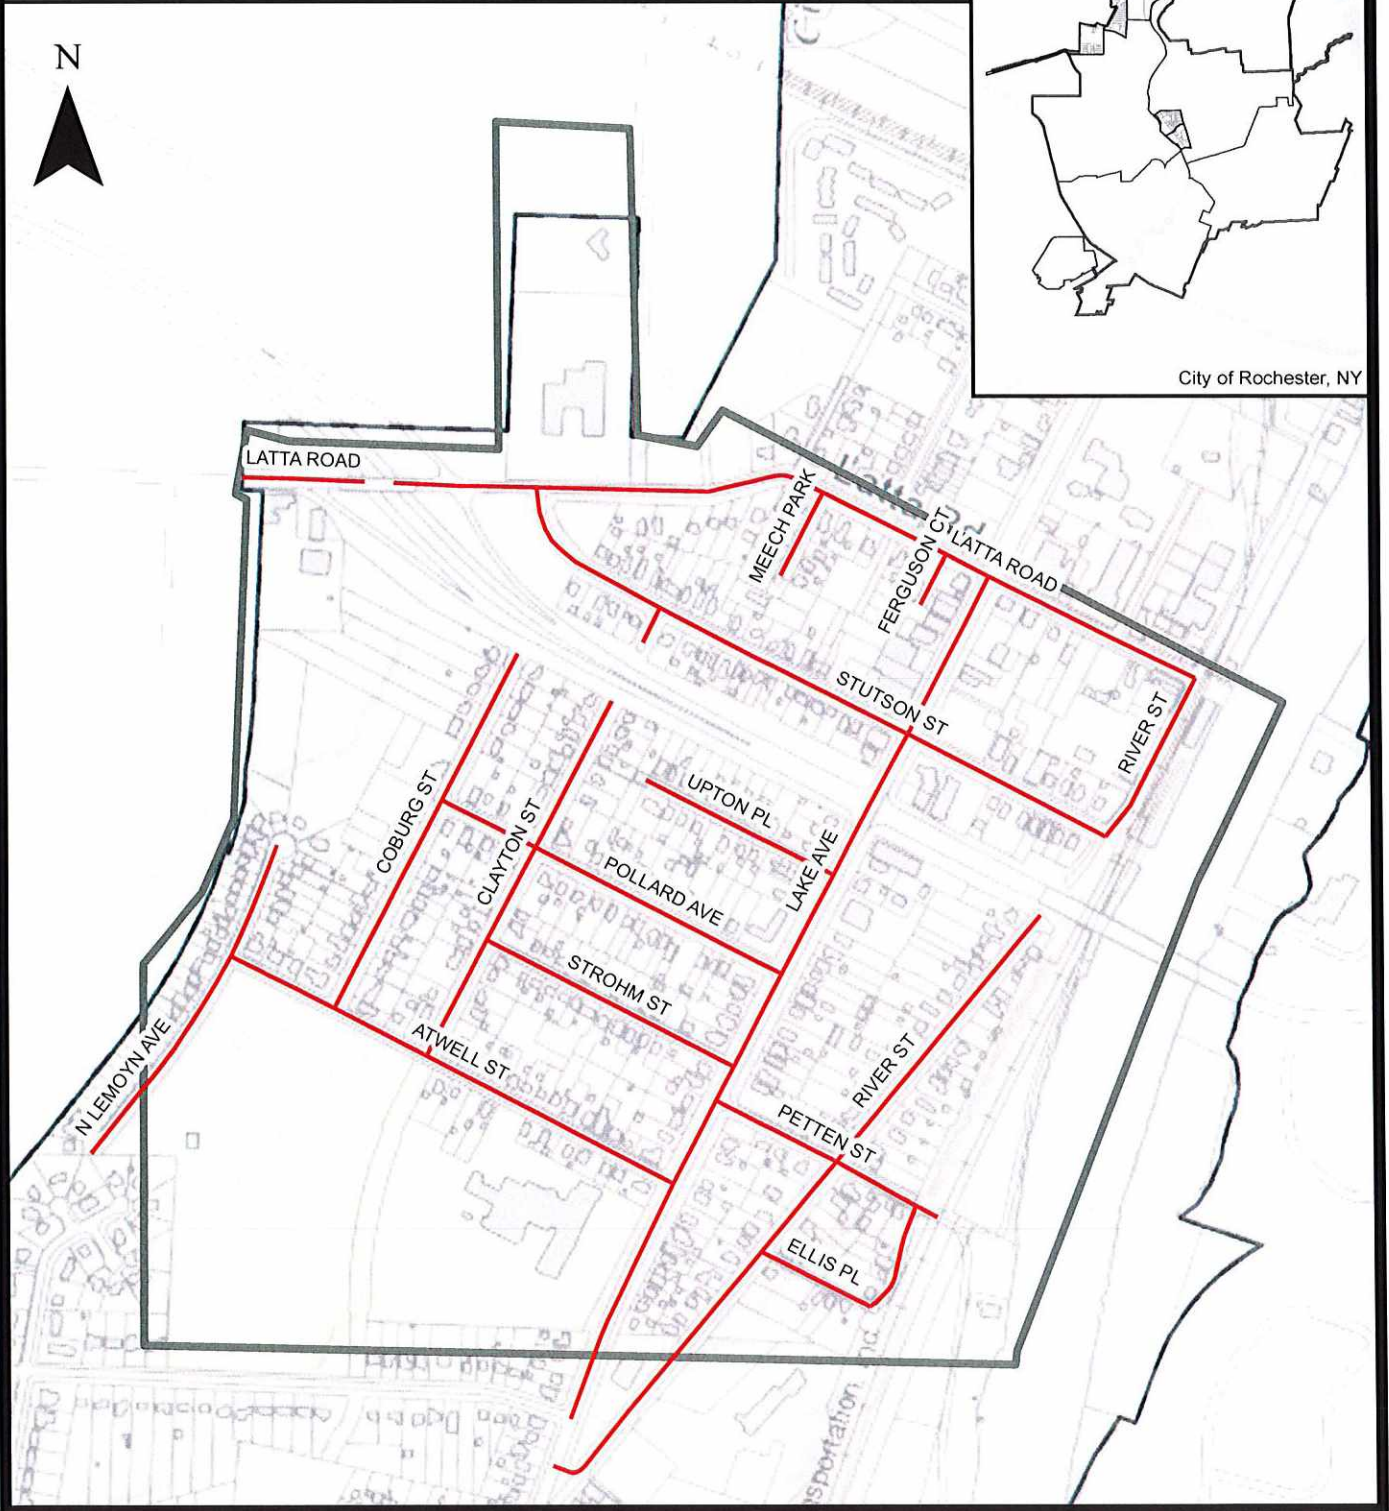 N
City of Rochester, NY
LATTA ROAD
MEECH PARK
FERGUSON CT
LATTA ROAD
STUTSON ST
RIVER ST
UPTON PL
COBURG ST
CLAYTON ST
LAKE AVE
POLLARD AVE
STROHM ST
N LEMOYN AVE
ATWELL ST
RIVER ST
PETTEN ST
ELLIS PL